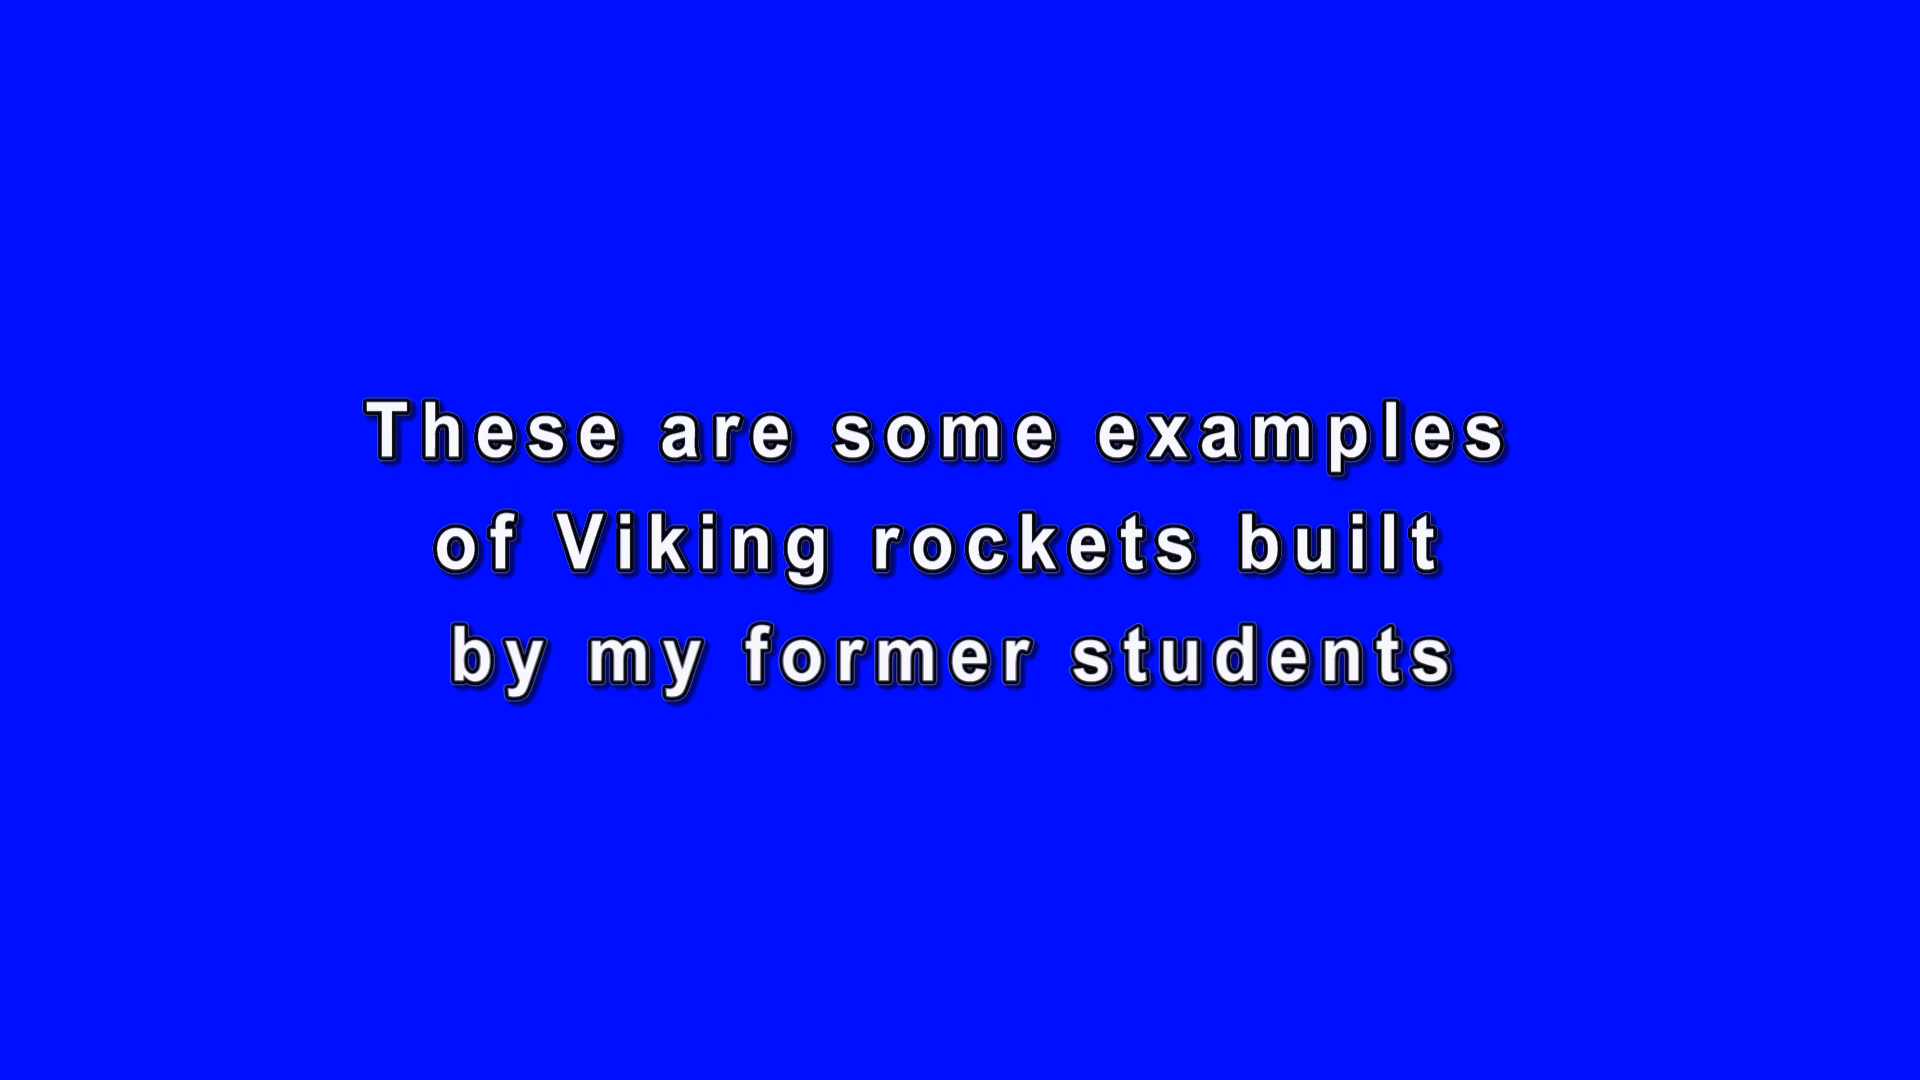 These are some examples
of Viking rockets built
by my former students